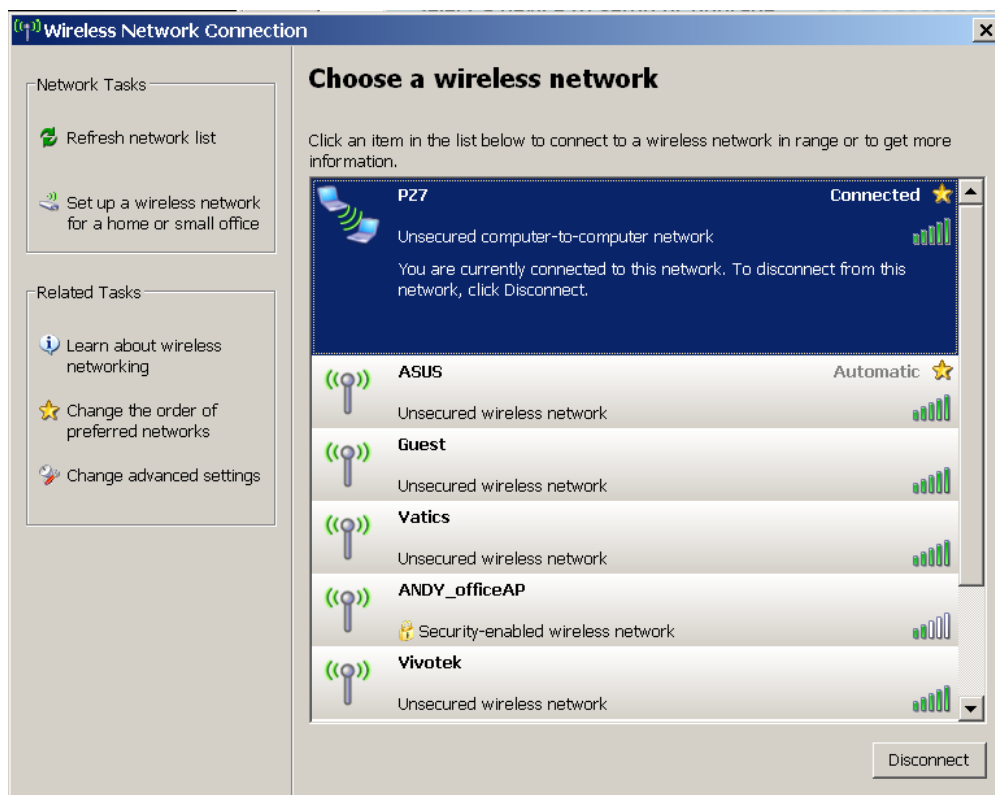 Wireless Network Connection
Network Tasks
Refresh network list
Set up a wireless network
for a home or small office
Related Tasks
Learn about wireless
networking
Change the order of
preferred networks
Change advanced settings
Choose a wireless network
Click an item in the list below to connect to a wireless network in range or to get more
information.
PZ7 Connected
Unsecured computer-to-computer network
You are currently connected to this network. To disconnect from this
network, click Disconnect.
ASUS Automatic
Unsecured wireless network
Guest
Unsecured wireless network
Vatics
Unsecured wireless network
ANDY_officeAP
Security-enabled wireless network
Vivotek
Unsecured wireless network
Disconnect